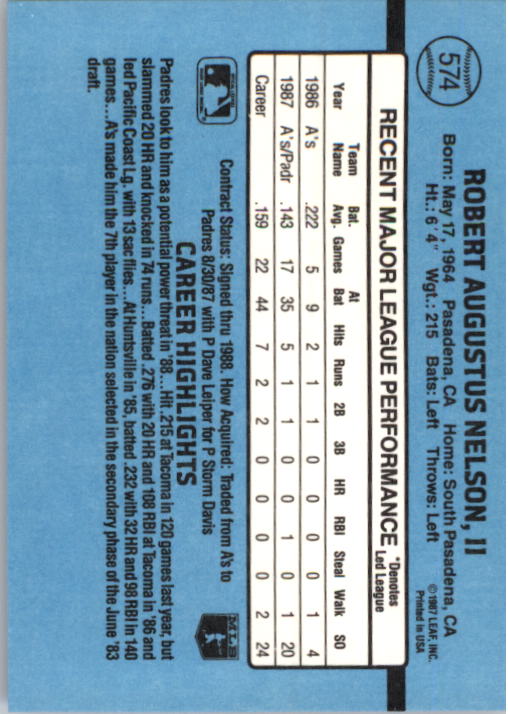 574
ROBERT AUGUSTUS NELSON, II
Born: May 17, 1964 Pasadena, CA Home: South Pasadena, CA
Ht.: 6'4" Wgt.: 215 Bats: Left Throws: Left
©1987 LEAF, INC.
Printed in USA
RECENT MAJOR LEAGUE PERFORMANCE *Denotes Led League
Year Team Name Bat. Avg. Games At Bat Hits Runs 2B 3B HR RBI Steal Walk SO
1986 A's .222 5 9 2 1 1 0 0 0 0 1 4
1987 A's/Padr .143 17 35 5 1 1 0 0 1 0 1 20
Career .159 22 44 7 2 2 0 0 0 0 2 24
Contract Status: Signed thru 1988. How Acquired: Traded from A's to
Padres 8/30/87 with P Dave Leiper for P Storm Davis
MLB
CAREER HIGHLIGHTS
Padres look to him as a potential power threat in '88...Hit .215 at Tacoma in 120 games last year, but
slammed 20 HR and knocked in 74 runs...Batted .276 with 20 HR and 108 RBI at Tacoma in '86 and
led Pacific Coast Lg. with 13 sac flies...At Huntsville in '85, batted .232 with 32 HR and 98 RBI in 140
games...A's made him the 7th player in the nation selected in the secondary phase of the June '83
draft.